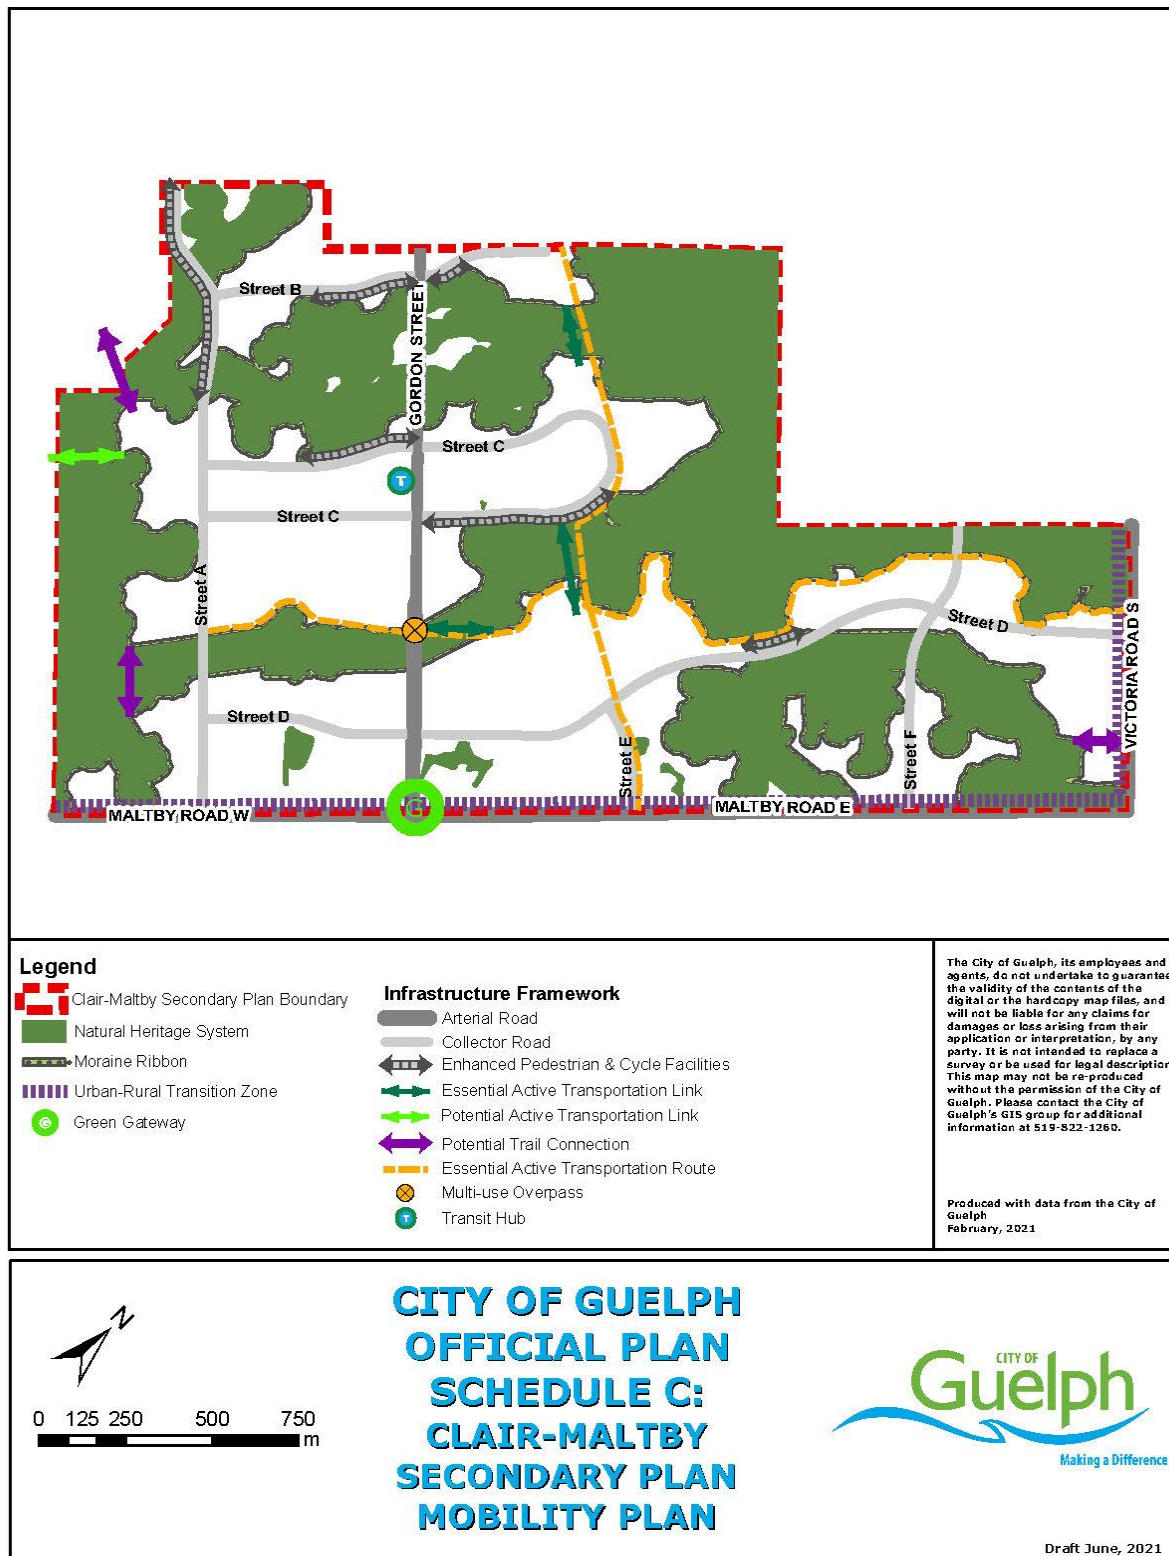 Street B
GORDON STREET
Street C
T
Street C
Street A
Street D
Street D
VICTORIA ROAD S
Street E
Street F
G
MALTBY ROAD W
MALTBY ROAD E
Legend
Clair-Maltby Secondary Plan Boundary
Natural Heritage System
Moraine Ribbon
Urban-Rural Transition Zone
G
Green Gateway
Infrastructure Framework
Arterial Road
Collector Road
Enhanced Pedestrian & Cycle Facilities
Essential Active Transportation Link
Potential Active Transportation Link
Potential Trail Connection
Essential Active Transportation Route
Multi-use Overpass
T
Transit Hub
The City of Guelph, its employees and
agents, do not undertake to guarantee
the validity of the contents of the
digital or the hardcopy map files, and
will not be liable for any claims for
damages or loss arising from their
application or interpretation, by any
party. It is not intended to replace a
survey or be used for legal description
This map may not be re-produced
without the permission of the City of
Guelph. Please contact the City of
Guelph's GIS group for additional
information at 519-822-1260.
Produced with data from the City of
Guelph
February, 2021
N
0 125 250 500 750
m
CITY OF GUELPH
OFFICIAL PLAN
SCHEDULE C:
CLAIR-MALTBY
SECONDARY PLAN
MOBILITY PLAN
CITY OF
Guelph
Making a Difference
Draft June, 2021